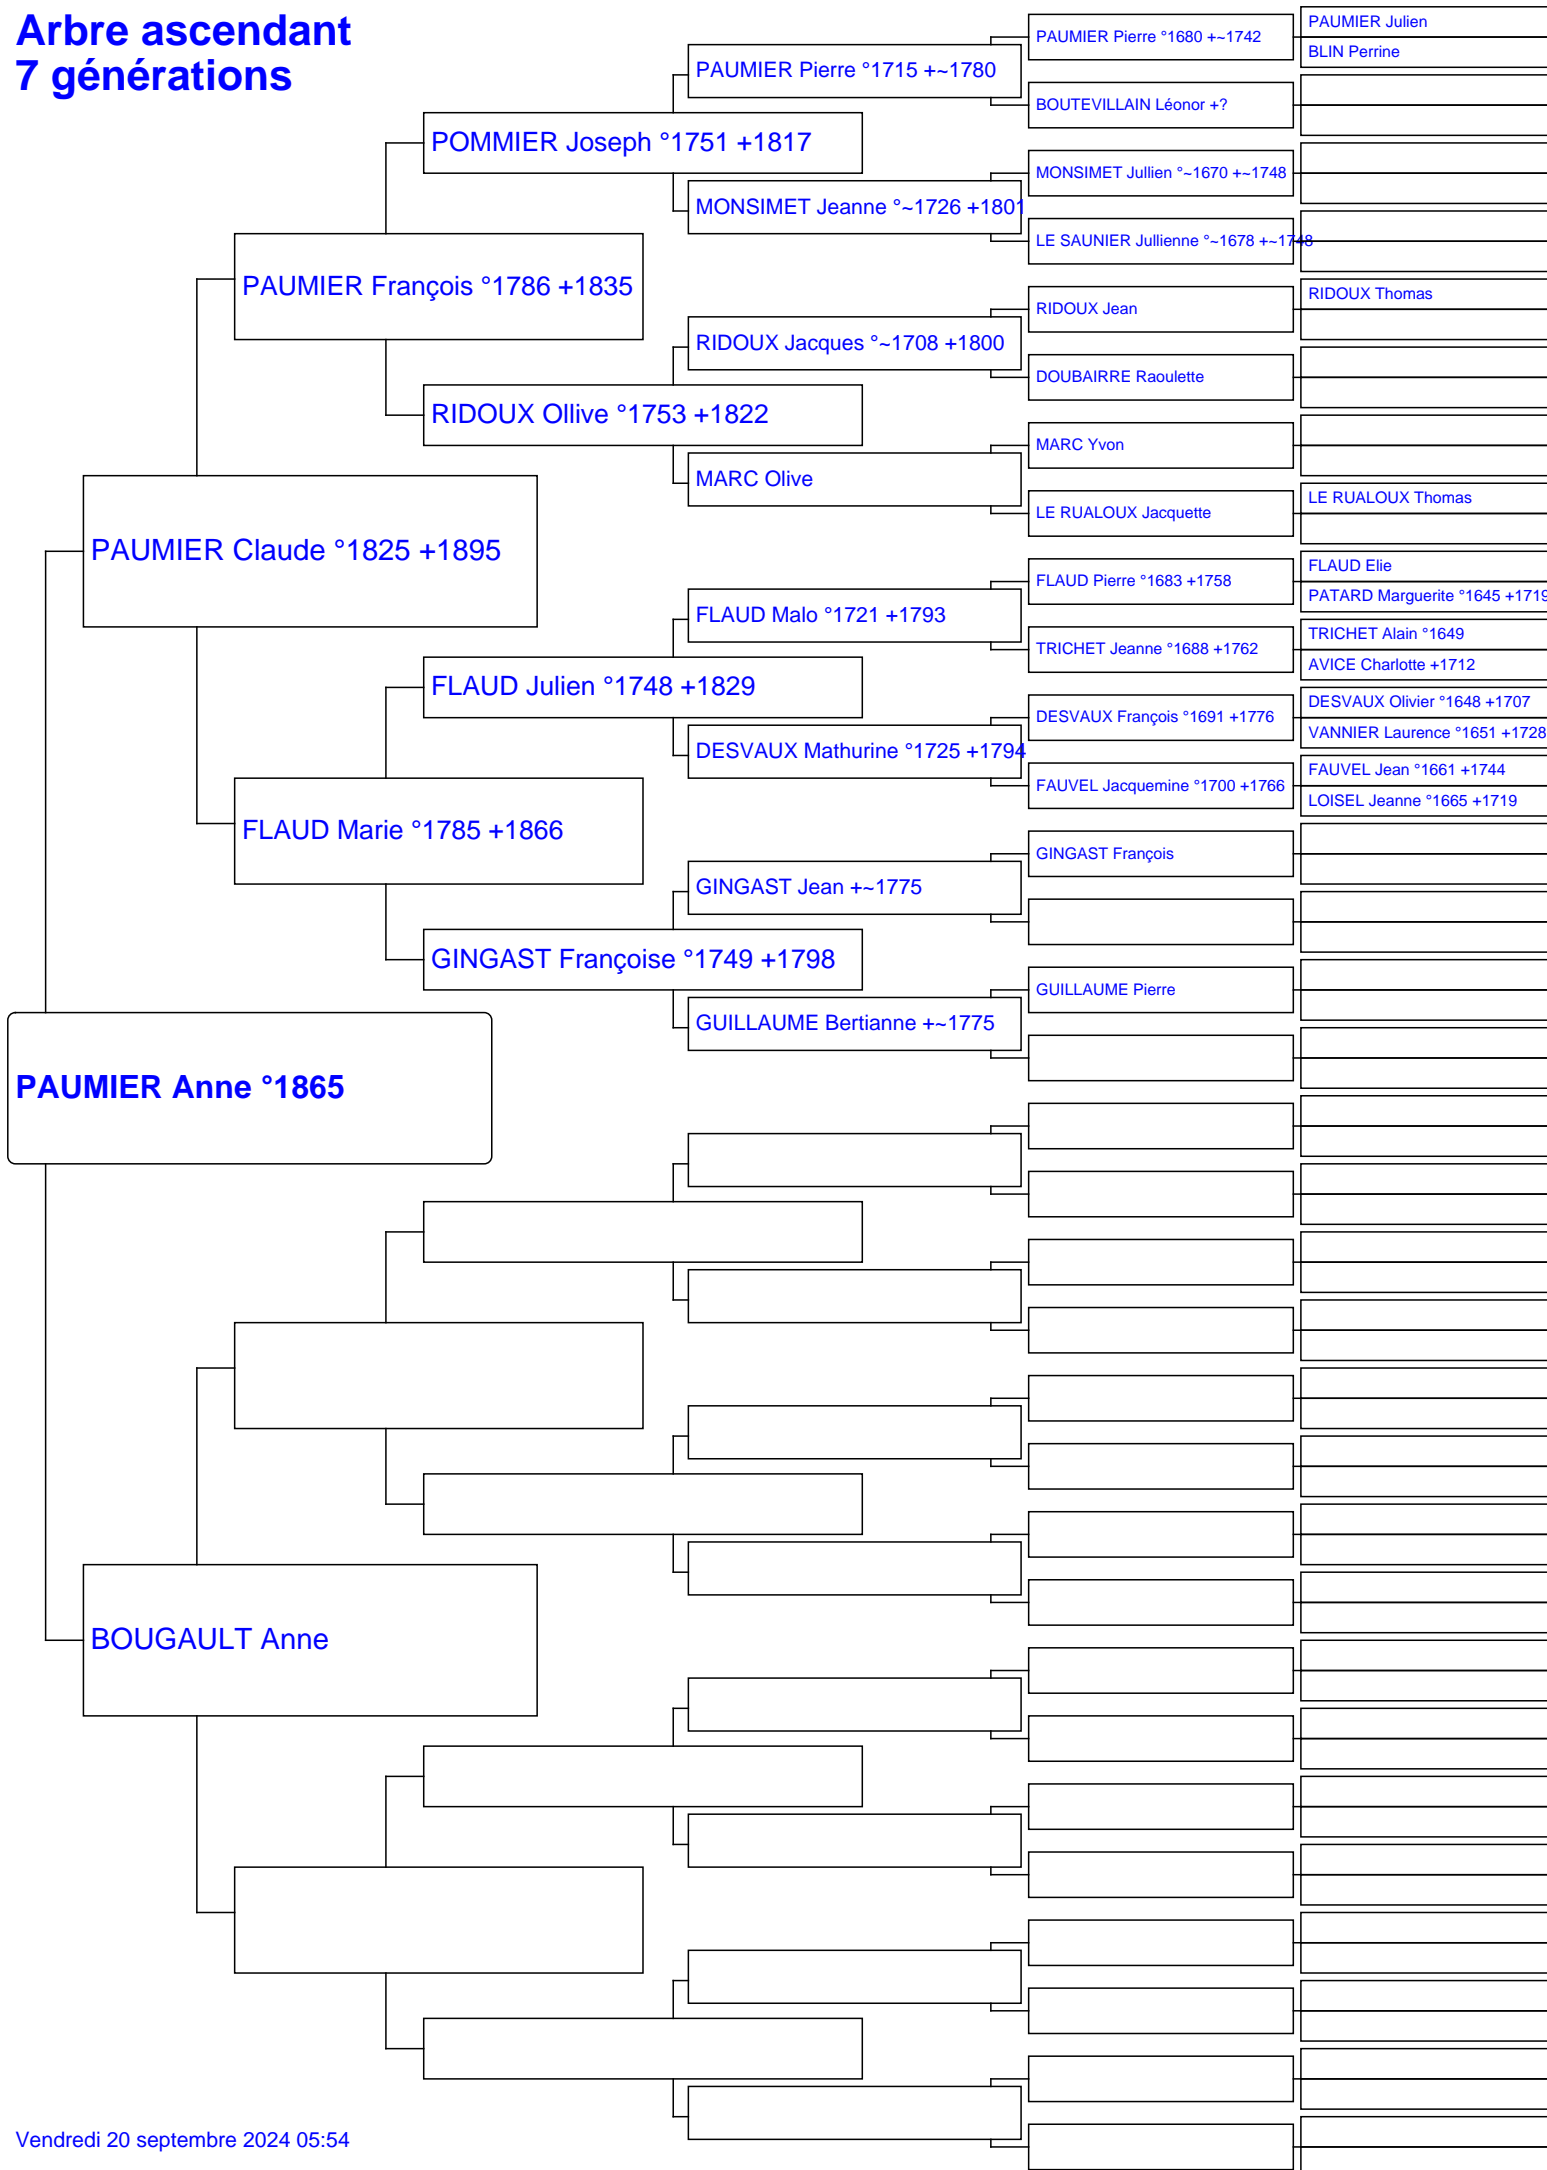 Arbre ascendant
7 générations
PAUMIER Anne °1865
PAUMIER Claude °1825 +1895
BOUGAULT Anne
PAUMIER François °1786 +1835
FLAUD Marie °1785 +1866
POMMIER Joseph °1751 +1817
RIDOUX Ollive °1753 +1822
FLAUD Julien °1748 +1829
GINGAST Françoise °1749 +1798
PAUMIER Pierre °1715 +~1780
MONSIMET Jeanne °~1726 +1801
RIDOUX Jacques °~1708 +1800
MARC Olive
FLAUD Malo °1721 +1793
DESVAUX Mathurine °1725 +1794
GINGAST Jean +~1775
GUILLAUME Bertianne +~1775
PAUMIER Pierre °1680 +~1742
BOUTEVILLAIN Léonor +?
MONSIMET Jullien °~1670 +~1748
LE SAUNIER Jullienne °~1678 +~1748
RIDOUX Jean
DOUBAIRRE Raoulette
MARC Yvon
LE RUALOUX Jacquette
FLAUD Pierre °1683 +1758
TRICHET Jeanne °1688 +1762
DESVAUX François °1691 +1776
FAUVEL Jacquemine °1700 +1766
GINGAST François
GUILLAUME Pierre
PAUMIER Julien
BLIN Perrine
RIDOUX Thomas
LE RUALOUX Thomas
FLAUD Elie
PATARD Marguerite °1645 +1719
TRICHET Alain °1649
AVICE Charlotte +1712
DESVAUX Olivier °1648 +1707
VANNIER Laurence °1651 +1728
FAUVEL Jean °1661 +1744
LOISEL Jeanne °1665 +1719
Vendredi 20 septembre 2024 05:54